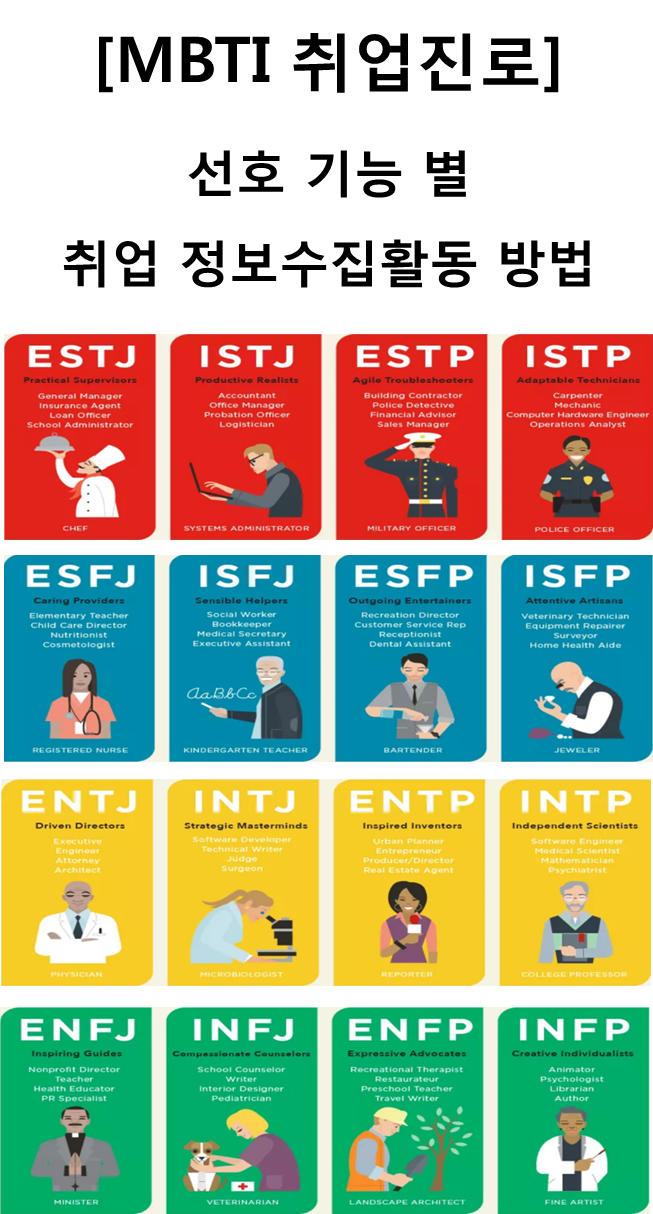 [MBTI 취업진로]
선호 기능 별
취업 정보수집활동 방법
ESTJ
Practical Supervisors
General Manager
Insurance Agent
Loan Officer
School Administrator
CHEF
ISTJ
Productive Realists
Accountant
Office Manager
Probation Officer
Logistician
SYSTEMS ADMINISTRATOR
ESTP
Agile Troubleshooters
Building Contractor
Police Detective
Financial Advisor
Sales Manager
MILITARY OFFICER
ISTP
Adaptable Technicians
Carpenter
Mechanic
Computer Hardware Engineer
Operations Analyst
POLICE OFFICER
ESFJ
Caring Providers
Elementary Teacher
Child Care Director
Nutritionist
Cosmetologist
REGISTERED NURSE
ISFJ
Sensible Helpers
Social Worker
Bookkeeper
Medical Secretary
Executive Assistant
aaBbCc
KINDERGARTEN TEACHER
ESFP
Outgoing Entertainers
Recreation Director
Customer Service Rep
Receptionist
Dental Assistant
BARTENDER
ISFP
Attentive Artisans
Veterinary Technician
Equipment Repairer
Surveyor
Home Health Aide
JEWELER
ENTJ
Driven Directors
Executive
Engineer
Attorney
Architect
PHYSICIAN
INTJ
Strategic Masterminds
Software Developer
Technical Writer
Judge
Surgeon
MICROBIOLOGIST
ENTP
Inspired Inventors
Urban Planner
Entrepreneur
Producer/Director
Real Estate Agent
REPORTER
INTP
Independent Scientists
Software Engineer
Medical Scientist
Mathematician
Psychiatrist
COLLEGE PROFESSOR
ENFJ
Inspiring Guides
Nonprofit Director
Teacher
Health Educator
PR Specialist
MINISTER
INFJ
Compassionate Counselors
School Counselor
Writer
Interior Designer
Pediatrician
VETERINARIAN
ENFP
Expressive Advocates
Recreational Therapist
Restaurateur
Preschool Teacher
Travel Writer
LANDSCAPE ARCHITECT
INFP
Creative Individualists
Animator
Psychologist
Librarian
Author
FINE ARTIST